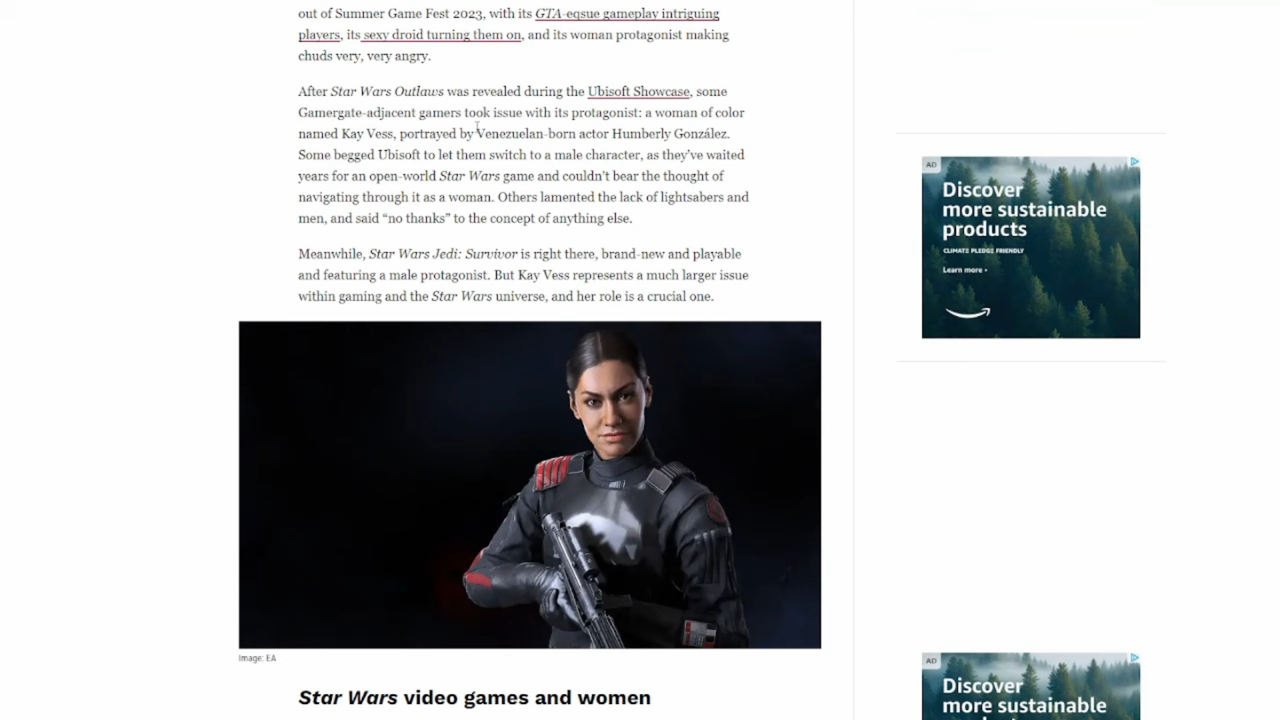 out of Summer Game Fest 2023, with its GTA-eqsue gameplay intriguing
players, its sexy droid turning them on, and its woman protagonist making
chuds very, very angry.
After Star Wars Outlaws was revealed during the Ubisoft Showcase, some
Gamergate-adjacent gamers took issue with its protagonist: a woman of color
named Kay Vess, portrayed by Venezuelan-born actor Humberly González.
Some begged Ubisoft to let them switch to a male character, as they’ve waited
years for an open-world Star Wars game and couldn’t bear the thought of
navigating through it as a woman. Others lamented the lack of lightsabers and
men, and said “no thanks” to the concept of anything else.
Meanwhile, Star Wars Jedi: Survivor is right there, brand-new and playable
and featuring a male protagonist. But Kay Vess represents a much larger issue
within gaming and the Star Wars universe, and her role is a crucial one.
Image: EA
Star Wars video games and women
AD
Discover
more sustainable
products
CLIMATE PLEDGE FRIENDLY
Learn more ›
AD
Discover
more sustainable